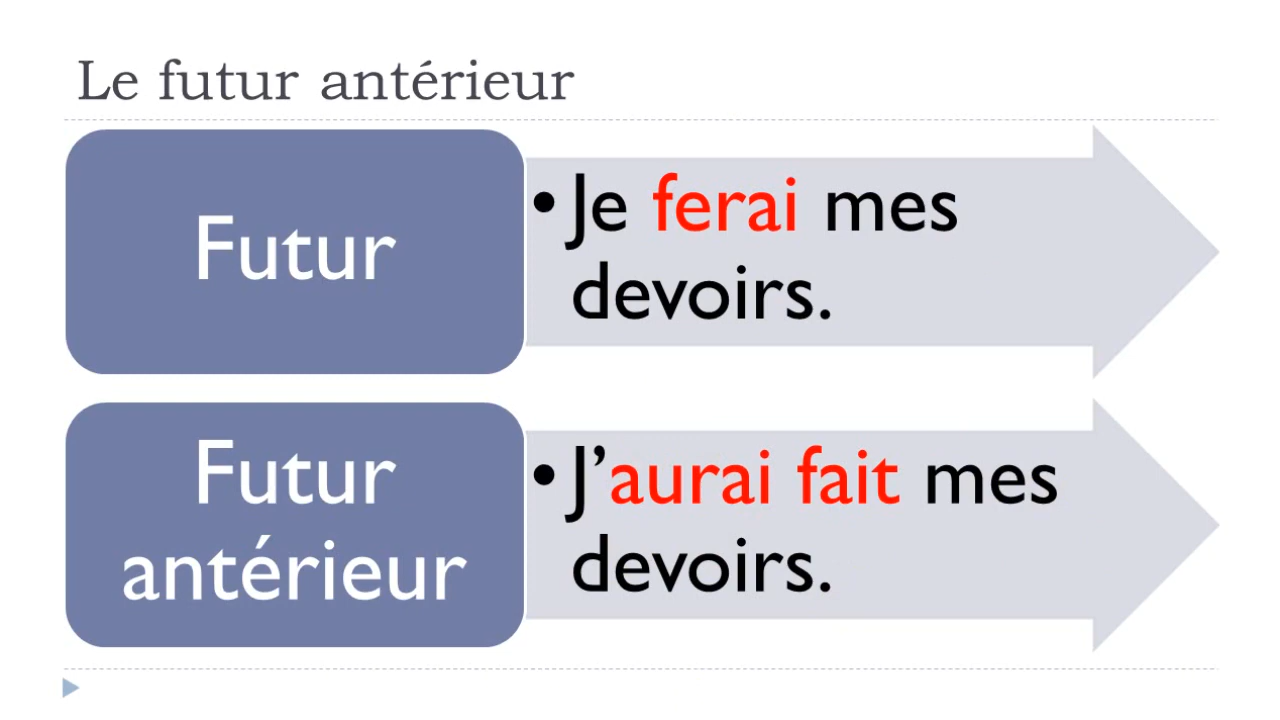 Le futur antérieur
Futur
•Je ferai mes
devoirs.
Futur
antérieur
•J’aurai fait mes
devoirs.